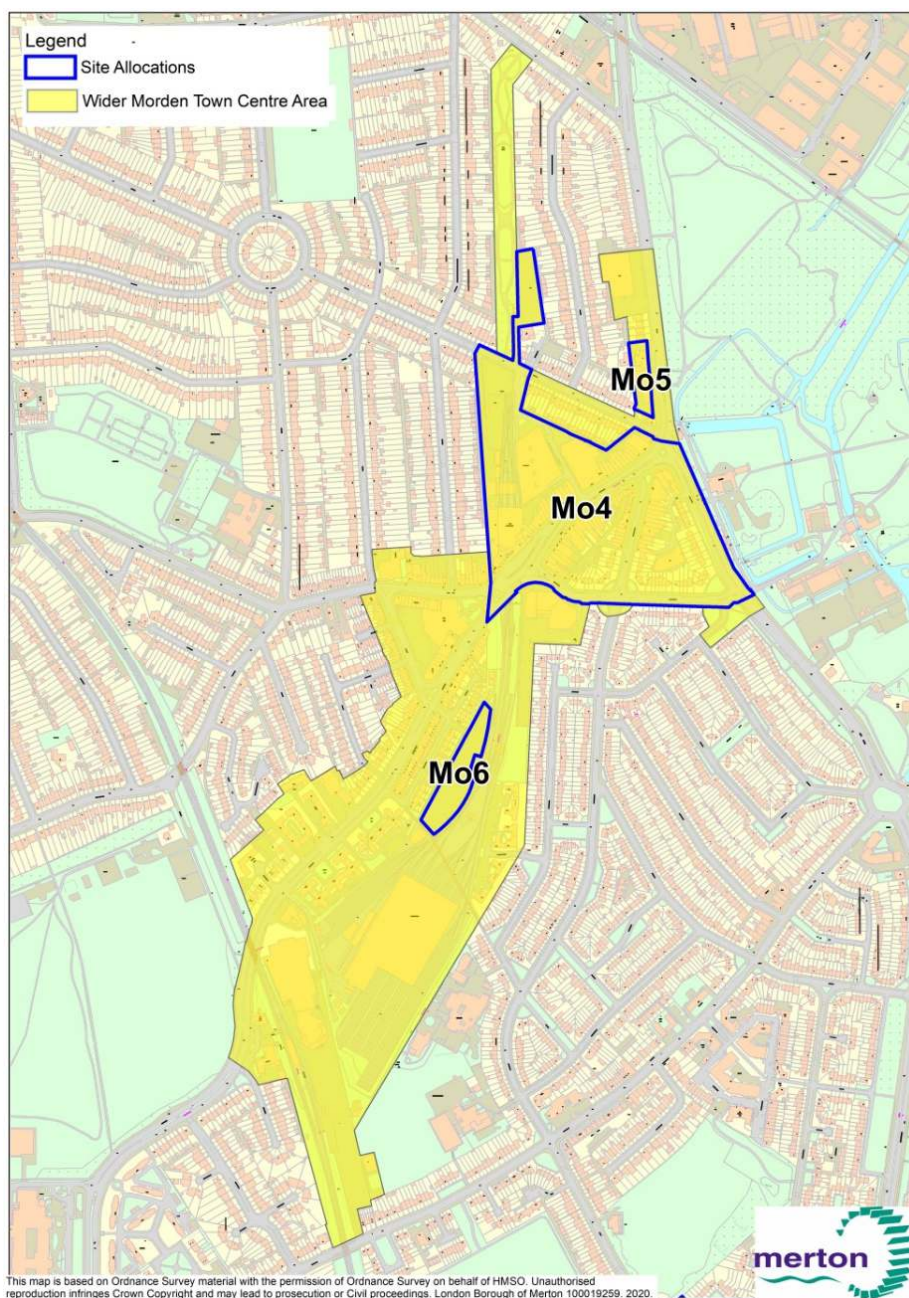 Legend
Site Allocations
Wider Morden Town Centre Area
Mo5
Mo4
Mo6
merton
This map is based on Ordnance Survey material with the permission of Ordnance Survey on behalf of HMSO. Unauthorised
reproduction infringes Crown Copyright and may lead to prosecution or Civil proceedings. London Borough of Merton 100019259. 2020.